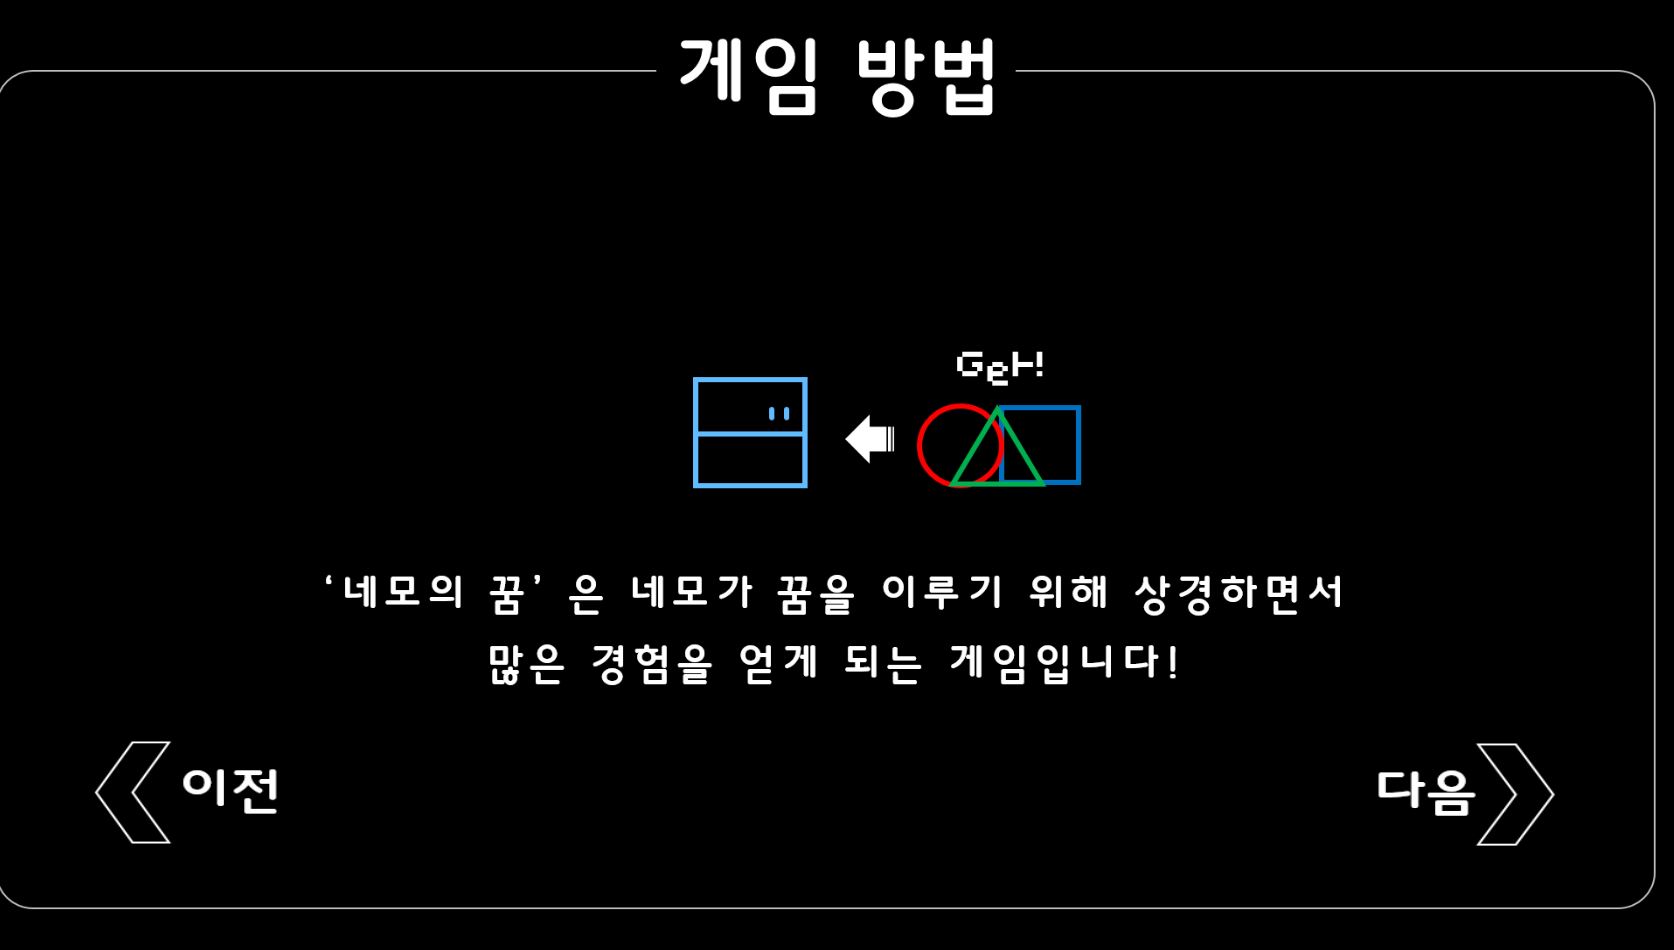 게임 방법
GeH!
‘네모의 꿈’ 은 네모가 꿈을 이루기 위해 상경하면서
많은 경험을 얻게 되는 게임입니다!
이전
다음